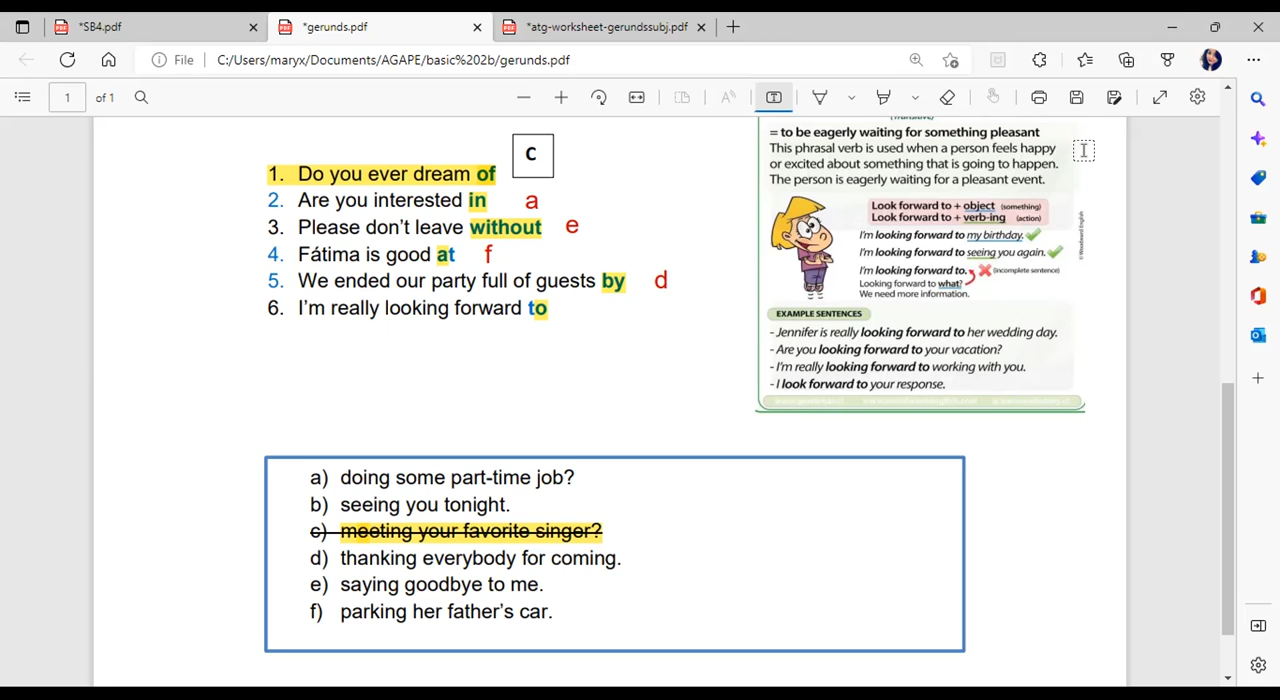 *SB4.pdf
*gerunds.pdf
*atg-worksheet-gerundssubj.pdf
File
C:/Users/maryx/Documents/AGAPE/basic%202b/gerunds.pdf
1
of 1
1. Do you ever dream of
C
2. Are you interested in
a
3. Please don’t leave without
e
4. Fátima is good at
f
5. We ended our party full of guests by
d
6. I’m really looking forward to
(transitive)
= to be eagerly waiting for something pleasant
This phrasal verb is used when a person feels happy
or excited about something that is going to happen.
The person is eagerly waiting for a pleasant event.
Look forward to + object (something)
Look forward to + verb-ing (action)
I'm looking forward to my birthday.
I'm looking forward to seeing you again.
I'm looking forward to. (incomplete sentence)
Looking forward to what?
We need more information.
© Woodward English
EXAMPLE SENTENCES
- Jennifer is really looking forward to her wedding day.
- Are you looking forward to your vacation?
- I'm really looking forward to working with you.
- I look forward to your response.
a) doing some part-time job?
b) seeing you tonight.
c) meeting your favorite singer?
d) thanking everybody for coming.
e) saying goodbye to me.
f) parking her father’s car.